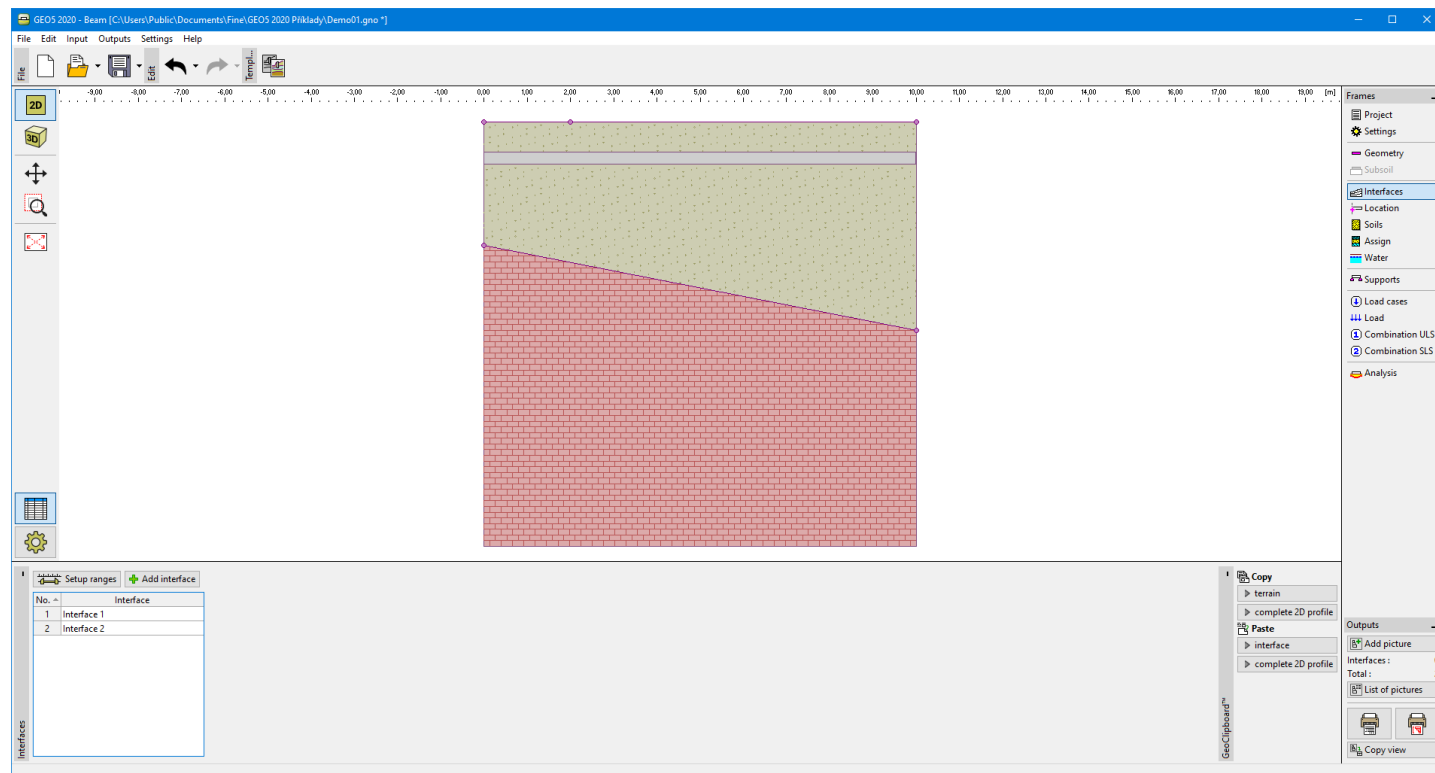 GEO5 2020 - Beam [C:\Users\Public\Documents\Fine\GEO5 2020 Příklady\Demo01.gno *]
File Edit Input Outputs Settings Help
File
Edit
Templ...
2D
3D
-9,00 -8,00 -7,00 -6,00 -5,00 -4,00 -3,00 -2,00 -1,00 0,00 1,00 2,00 3,00 4,00 5,00 6,00 7,00 8,00 9,00 10,00 11,00 12,00 13,00 14,00 15,00 16,00 17,00 18,00 19,00 [m]
Frames
Project
Settings
Geometry
Subsoil
Interfaces
Location
Soils
Assign
Water
Supports
Load cases
Load
1 Combination ULS
2 Combination SLS
Analysis
Setup ranges Add interface
No. Interface
1 Interface 1
2 Interface 2
Interfaces
Copy
terrain
complete 2D profile
Paste
interface
complete 2D profile
GeoClipboard™
Outputs
Add picture
Interfaces :
Total :
List of pictures
Copy view